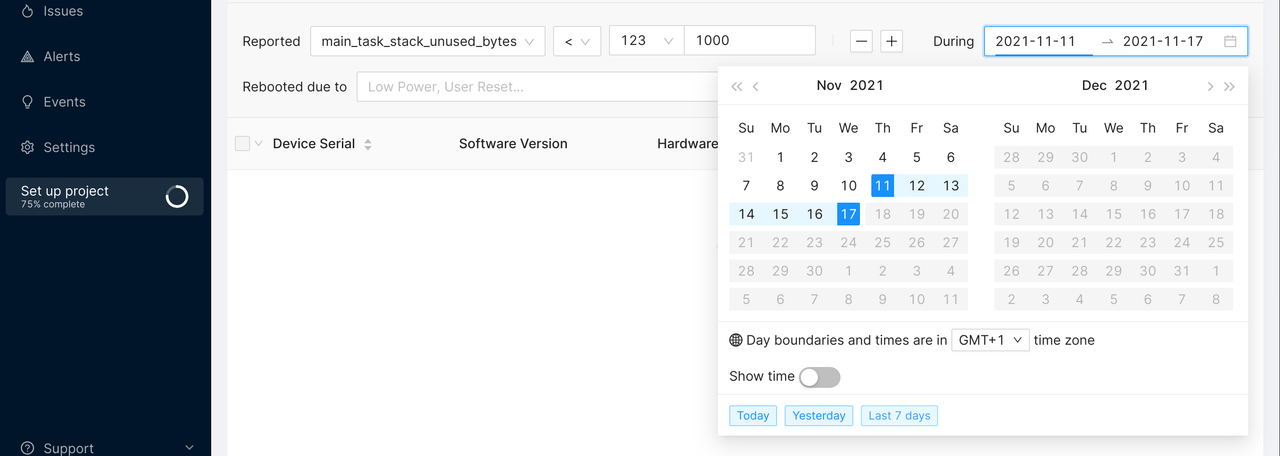 Issues
Alerts
Events
Settings
Set up project
75% complete
Support
Reported main_task_stack_unused_bytes < 123 1000 During 2021-11-11 2021-11-17
Rebooted due to Low Power, User Reset...
Device Serial Software Version Hardware
Nov 2021
Su Mo Tu We Th Fr Sa
31 1 2 3 4 5 6
7 8 9 10 11 12 13
14 15 16 17 18 19 20
21 22 23 24 25 26 27
28 29 30 1 2 3 4
5 6 7 8 9 10 11
Dec 2021
Su Mo Tu We Th Fr Sa
28 29 30 1 2 3 4
5 6 7 8 9 10 11
12 13 14 15 16 17 18
19 20 21 22 23 24 25
26 27 28 29 30 31 1
2 3 4 5 6 7 8
Day boundaries and times are in GMT+1 time zone
Show time
Today Yesterday Last 7 days